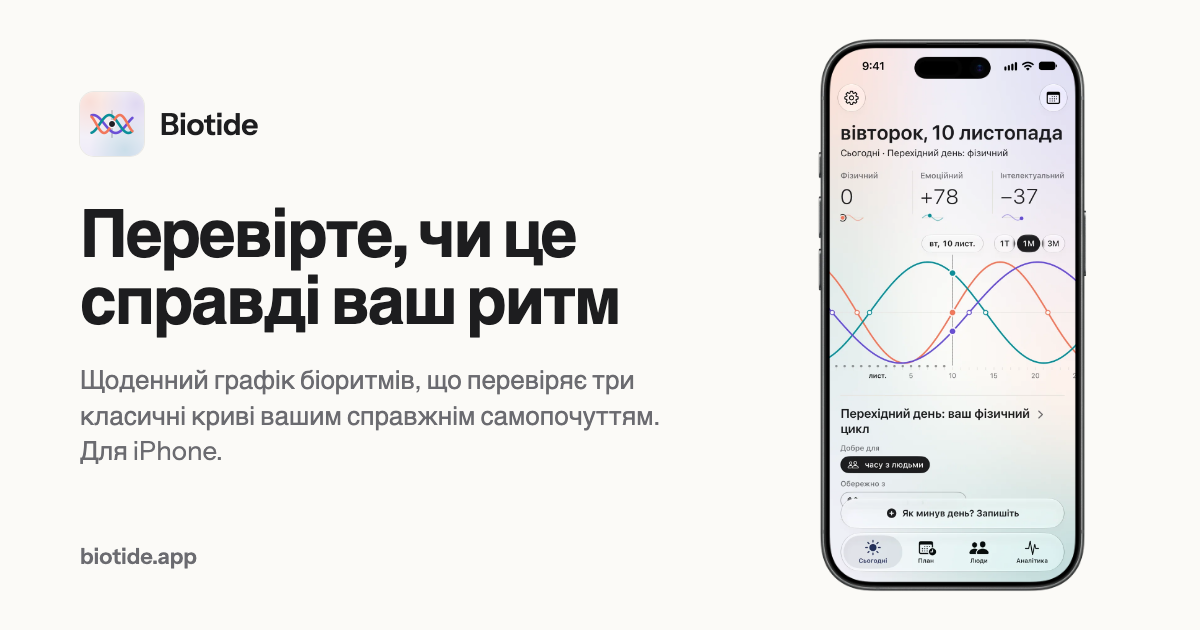 Biotide
Перевірте, чи це
справді ваш ритм
Щоденний графік біоритмів, що перевіряє три
класичні криві вашим справжнім самопочуттям.
Для iPhone.
biotide.app
9:41
вівторок, 10 листопада
Сьогодні · Перехідний день: фізичний
Фізичний Емоційний Інтелектуальний
0 +78 −37
вт, 10 лист. 1Т 1М 3М
лист. 5 10 15 20
Перехідний день: ваш фізичний
цикл
Добре для
часу з людьми
Обережно з
Як минув день? Запишіть
Сьогодні План Люди Аналітика